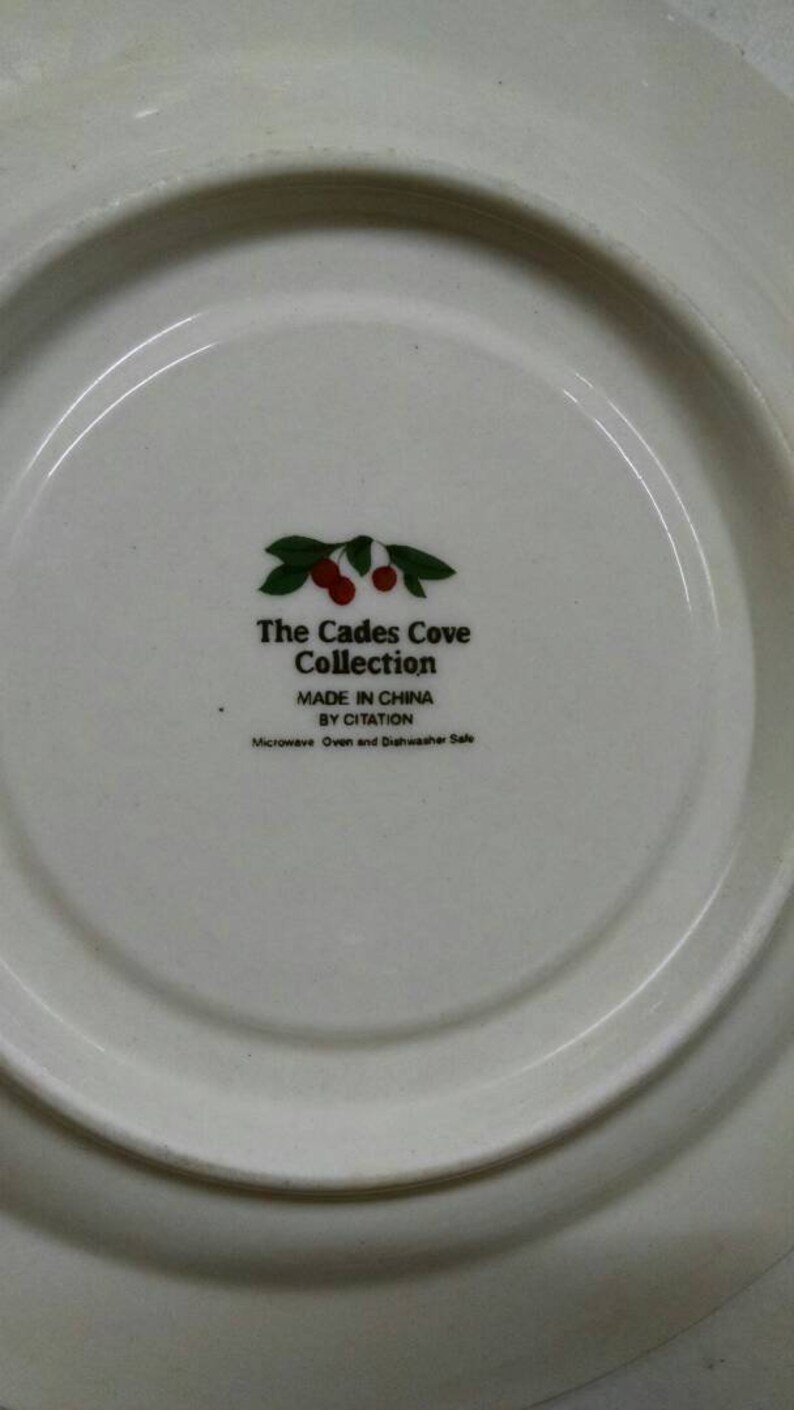 The Cades Cove
Collection
MADE IN CHINA
BY CITATION
Microwave Oven and Dishwasher Safe